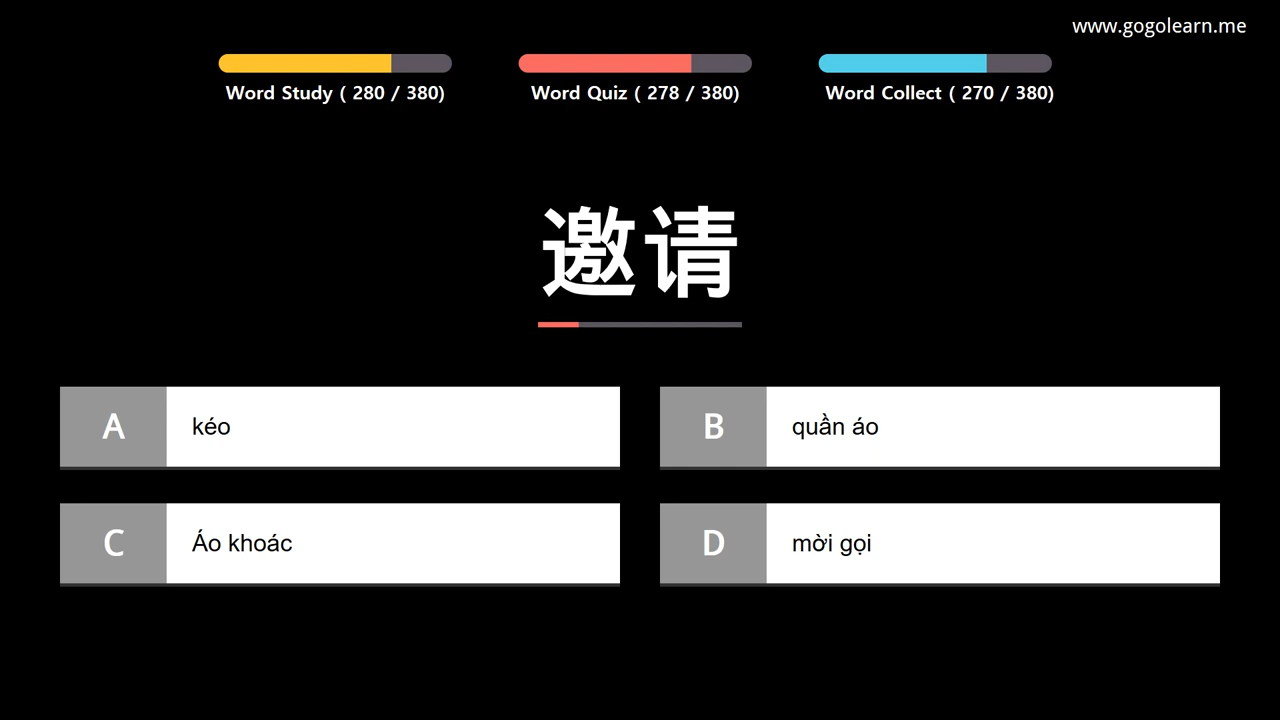 www.gogolearn.me
Word Study ( 280 / 380)
Word Quiz ( 278 / 380)
Word Collect ( 270 / 380)
邀请
A kéo
B quần áo
C Áo khoác
D mời gọi